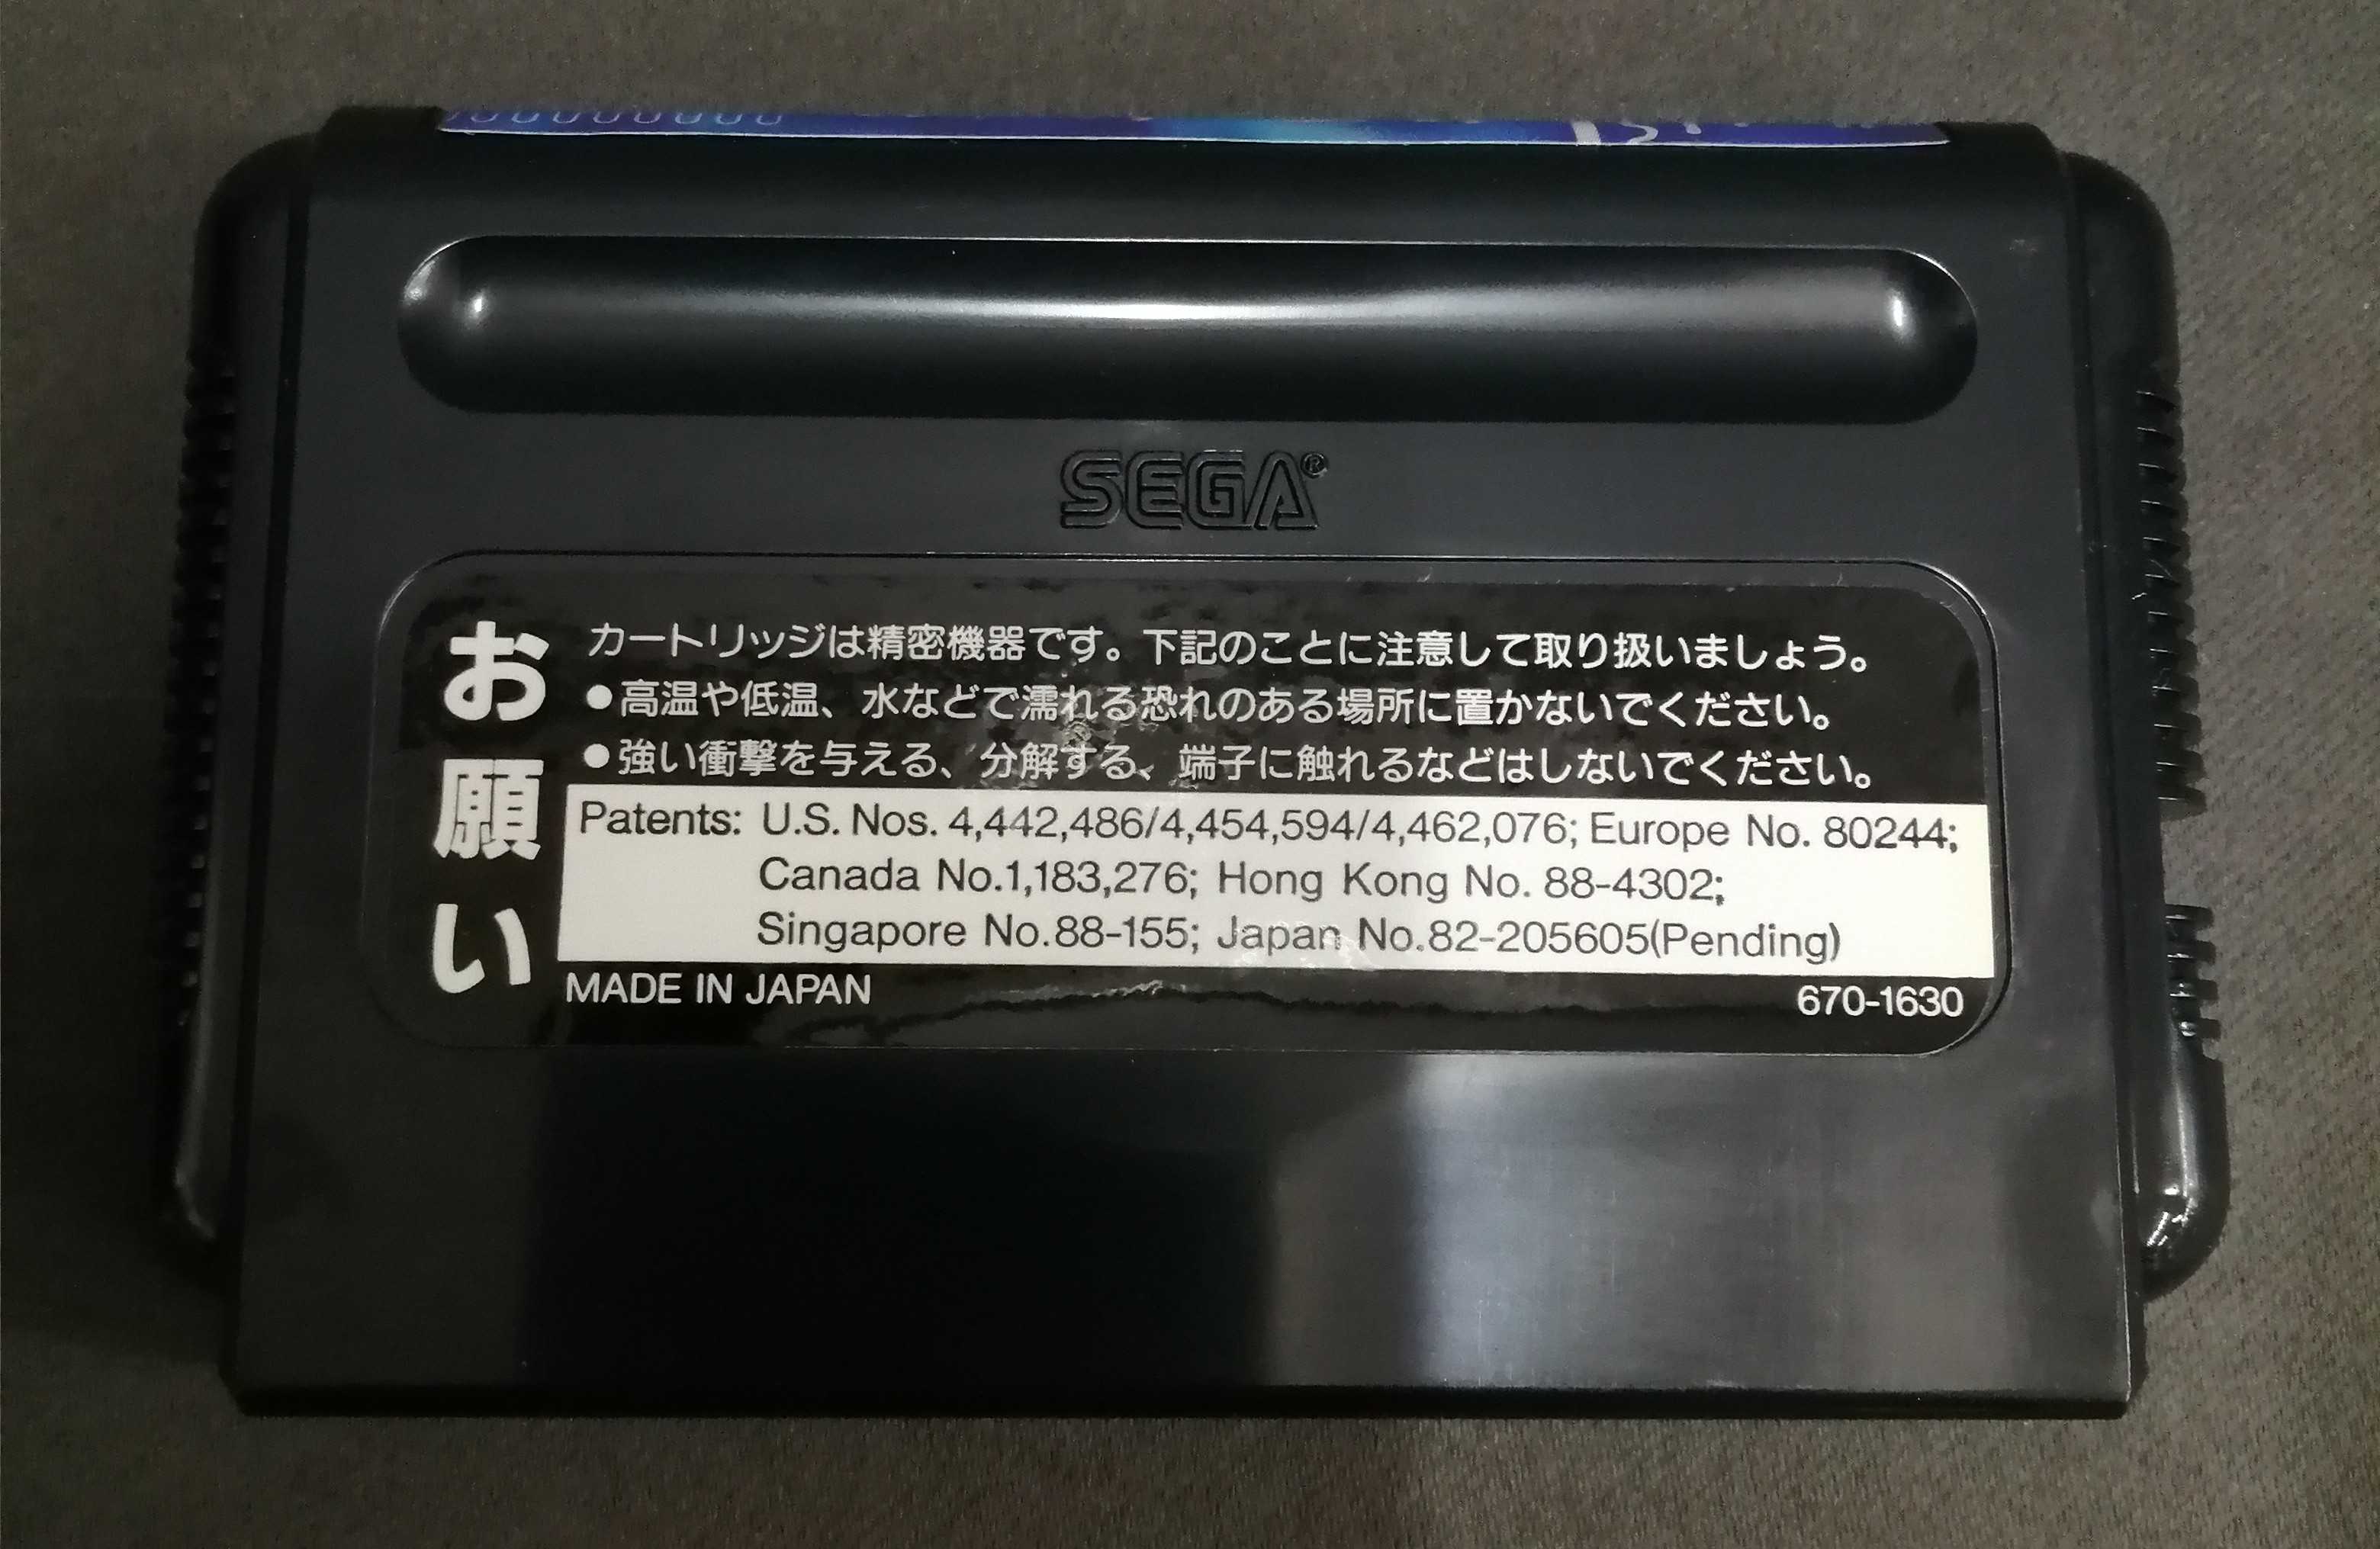 SEGA®
お願い
カートリッジは精密機器です。下記のことに注意して取り扱いましょう。
●高温や低温、水などで濡れる恐れのある場所に置かないでください。
●強い衝撃を与える、分解する、端子に触れるなどはしないでください。
Patents: U.S. Nos. 4,442,486/4,454,594/4,462,076; Europe No. 80244;
Canada No.1,183,276; Hong Kong No. 88-4302;
Singapore No.88-155; Japan No.82-205605(Pending)
MADE IN JAPAN
670-1630